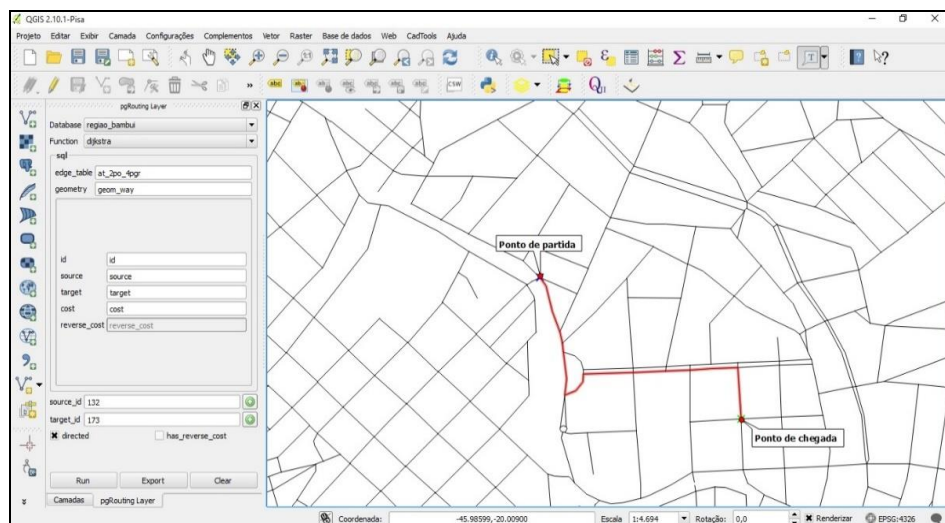 QGIS 2.10.1-Pisa
Projeto Editar Exibir Camada Configurações Complementos Vetor Raster Base de dados Web CadTools Ajuda
pgRouting Layer
Database regiao_bambui
Function dijkstra
sql
edge_table at_2po_4pgr
geometry geom_way
id id
source source
target target
cost cost
reverse_cost reverse_cost
source_id 132
target_id 173
directed has_reverse_cost
Run Export Clear
Camadas pgRouting Layer
Ponto de partida
Ponto de chegada
Coordenada: -45.98599,-20.00900 Escala 1:4.694 Rotação: 0,0 Renderizar EPSG:4326